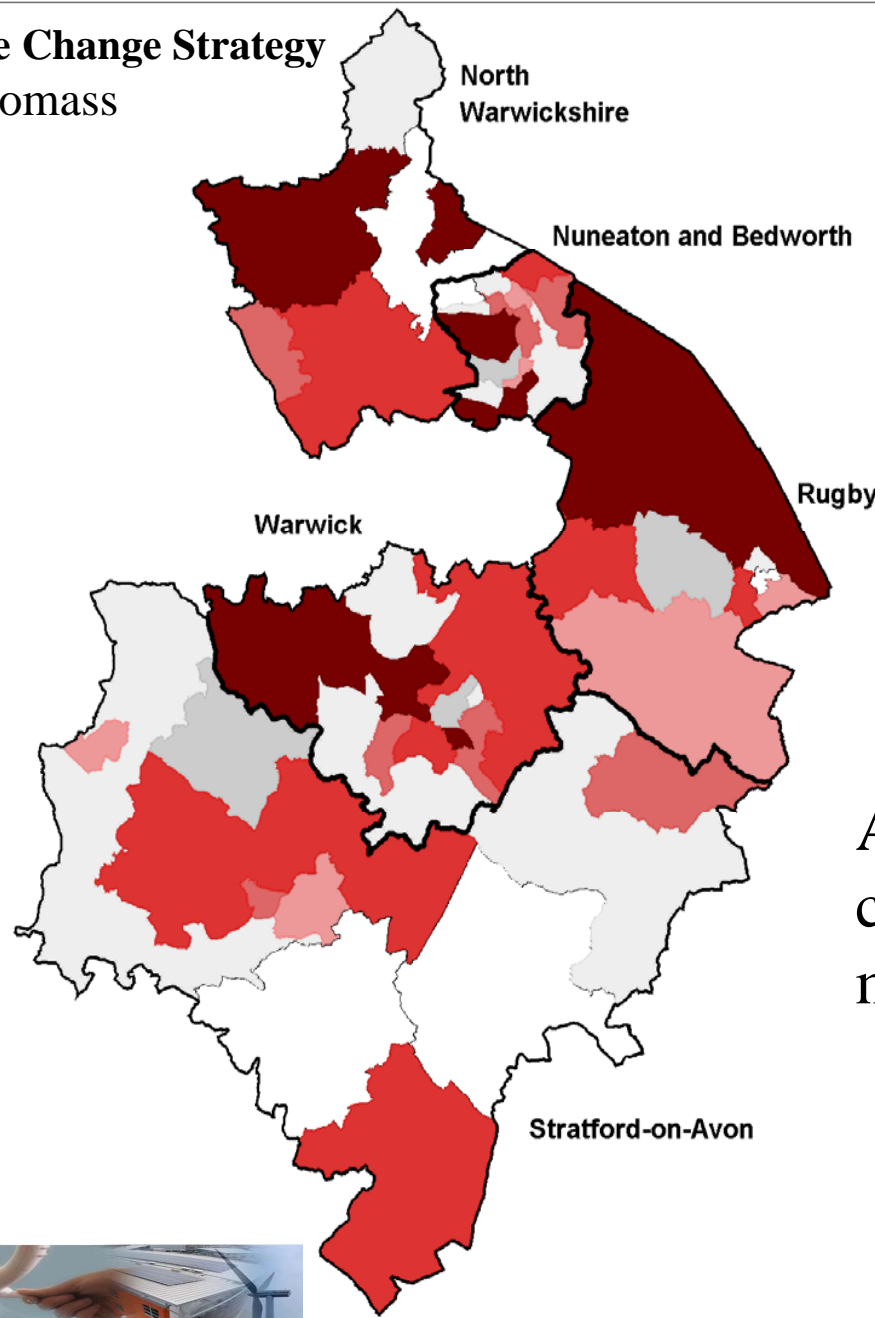 e Change Strategy
omass
North
Warwickshire
Nuneaton and Bedworth
Rugby
Warwick
A
c
Stratford-on-Avon